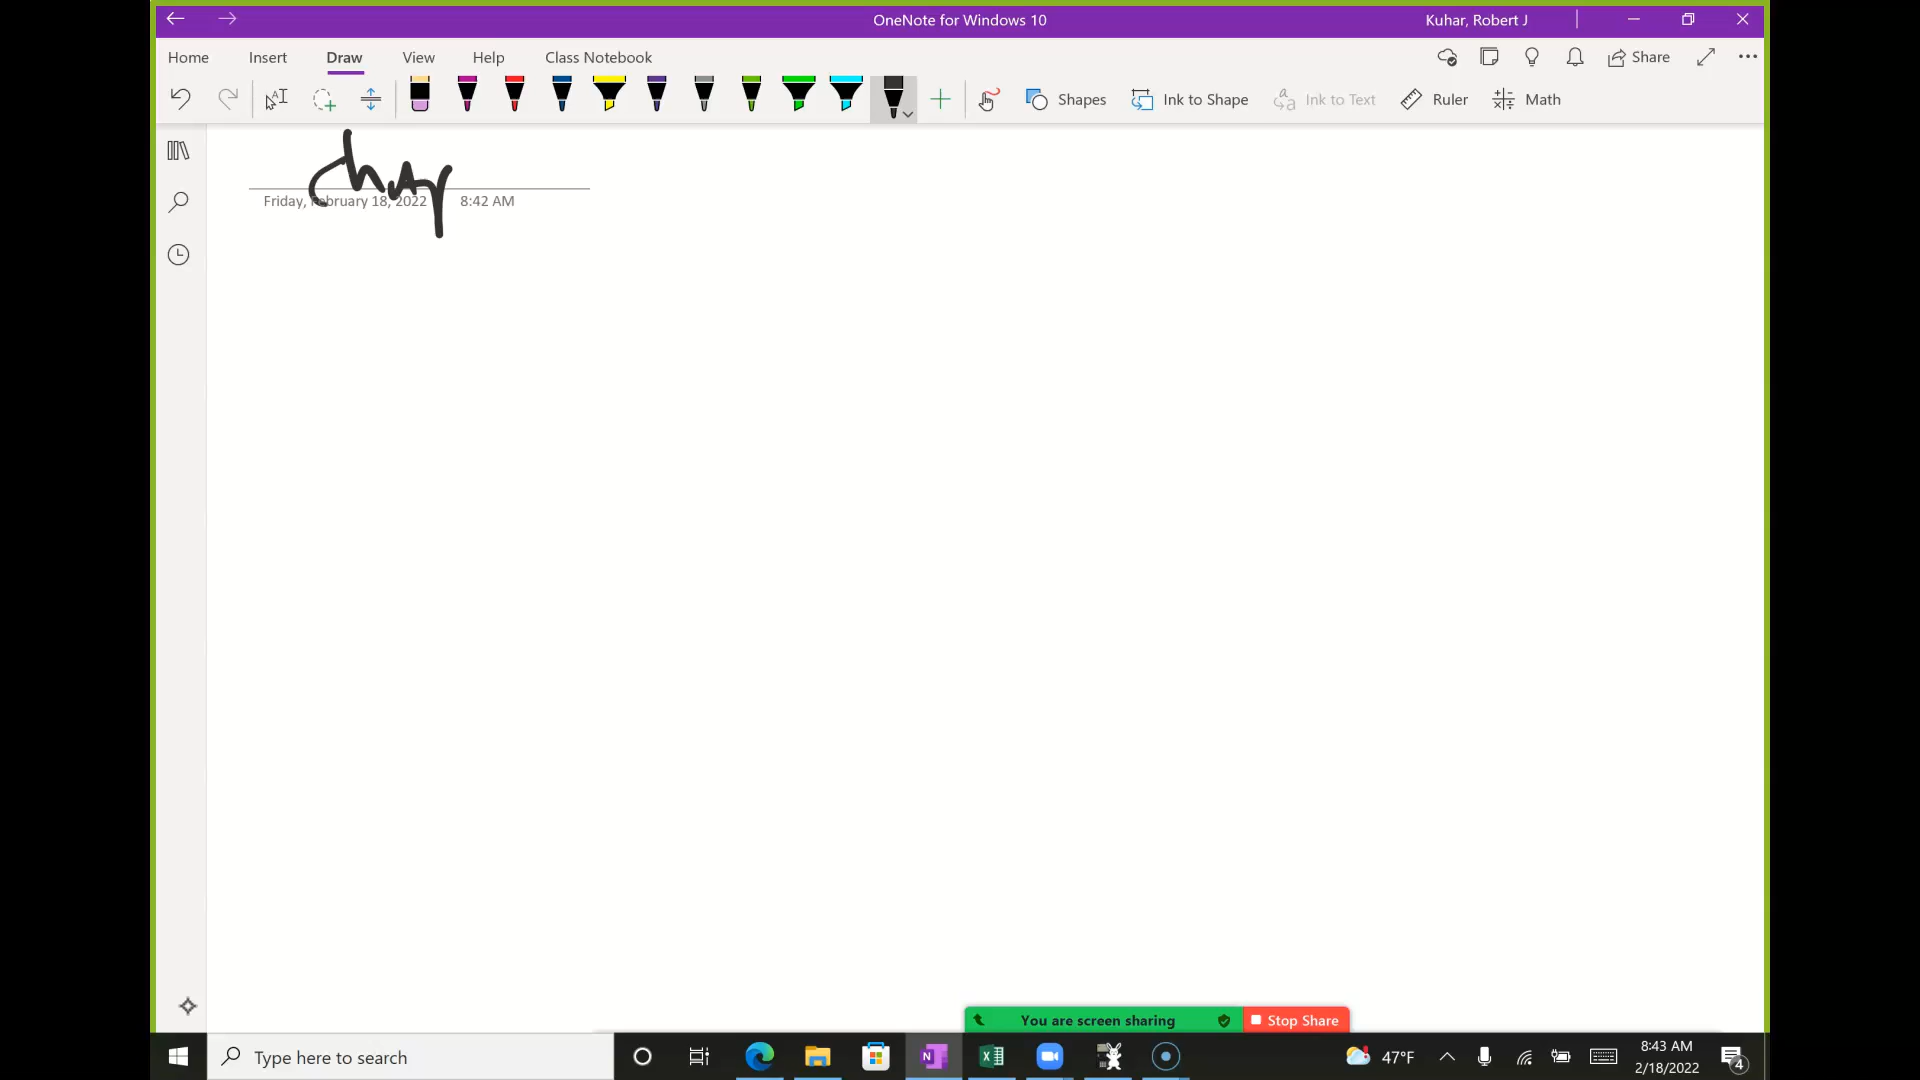 OneNote for Windows 10 Kuhar, Robert J
Home Insert Draw View Help Class Notebook Share
Shapes Ink to Shape Ink to Text Ruler Math
chap
Friday, February 18, 2022 8:42 AM
You are screen sharing Stop Share
Type here to search 47°F 8:43 AM
2/18/2022 4